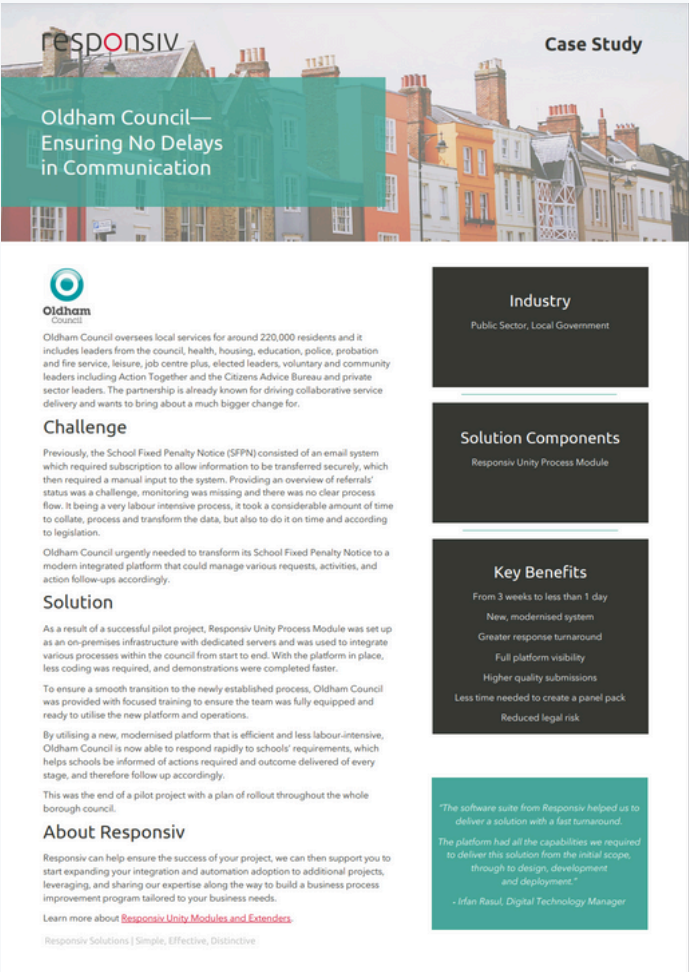 responsiv
Case Study
Oldham Council—
Ensuring No Delays
in Communication
Oldham
Council
Oldham Council oversees local services for around 220,000 residents and it
includes leaders from the council, health, housing, education, police, probation
and fire service, leisure, job centre plus, elected leaders, voluntary and community
leaders including Action Together and the Citizens Advice Bureau and private
sector leaders. The partnership is already known for driving collaborative service
delivery and wants to bring about a much bigger change for.
Challenge
Previously, the School Fixed Penalty Notice (SFPN) consisted of an email system
which required subscription to allow information to be transferred securely, which
then required a manual input to the system. Providing an overview of referrals'
status was a challenge, monitoring was missing and there was no clear process
flow. It being a very labour intensive process, it took a considerable amount of time
to collate, process and transform the data, but also to do it on time and according
to legislation.
Oldham Council urgently needed to transform its School Fixed Penalty Notice to a
modern integrated platform that could manage various requests, activities, and
action follow-ups accordingly.
Solution
As a result of a successful pilot project, Responsiv Unity Process Module was set up
as an on-premises infrastructure with dedicated servers and was used to integrate
various processes within the council from start to end. With the platform in place,
less coding was required, and demonstrations were completed faster.
To ensure a smooth transition to the newly established process, Oldham Council
was provided with focused training to ensure the team was fully equipped and
ready to utilise the new platform and operations.
By utilising a new, modernised platform that is efficient and less labour-intensive,
Oldham Council is now able to respond rapidly to schools' requirements, which
helps schools be informed of actions required and outcome delivered of every
stage, and therefore follow up accordingly.
This was the end of a pilot project with a plan of rollout throughout the whole
borough council.
About Responsiv
Responsiv can help ensure the success of your project, we can then support you to
start expanding your integration and automation adoption to additional projects,
leveraging, and sharing our expertise along the way to build a business process
improvement program tailored to your business needs.
Learn more about Responsiv Unity Modules and Extenders.
Responsiv Solutions | Simple, Effective, Distinctive
Industry
Public Sector, Local Government
Solution Components
Responsiv Unity Process Module
Key Benefits
From 3 weeks to less than 1 day
New, modernised system
Greater response turnaround
Full platform visibility
Higher quality submissions
Less time needed to create a panel pack
Reduced legal risk
"The software suite from Responsiv helped us to
deliver a solution with a fast turnaround.
The platform had all the capabilities we required
to deliver this solution from the initial scope,
through to design, development
and deployment."
- Irfan Rasul, Digital Technology Manager